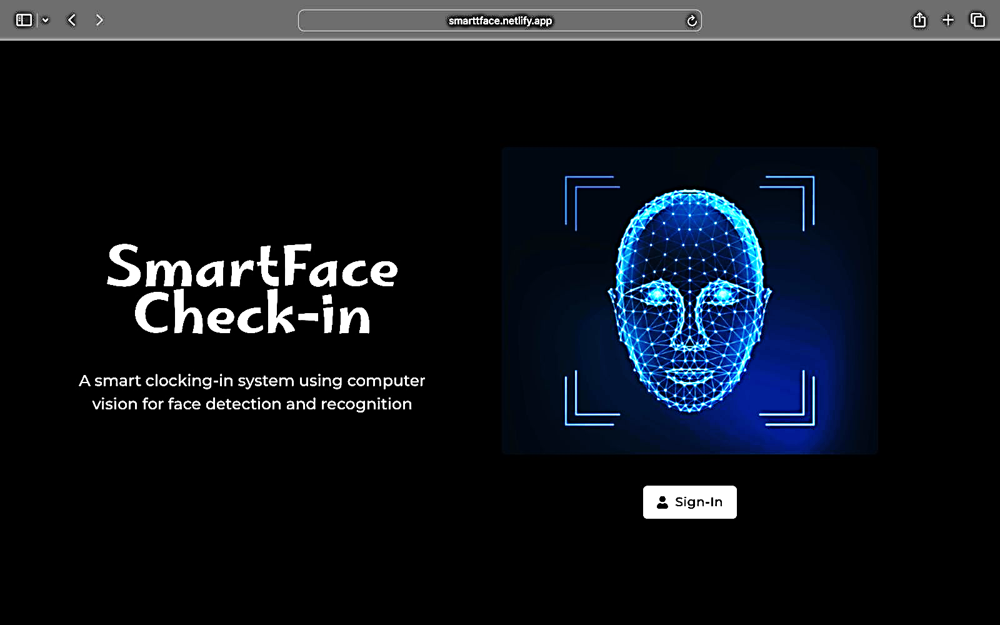 smarttface.netlify.app
SmartFace
Check-in
A smart clocking-in system using computer
vision for face detection and recognition
Sign-In